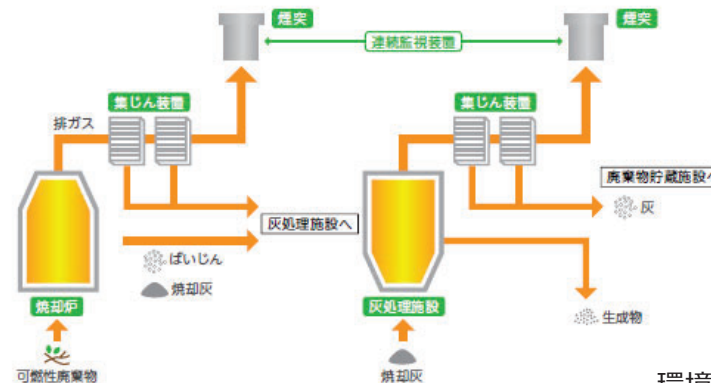 煙突
連続監視装置
煙突
集じん装置
集じん装置
排ガス
廃棄物貯蔵施設へ
灰
灰処理施設へ
ばいじん
焼却灰
焼却炉
灰処理施設
生成物
可燃性廃棄物
焼却灰
環境